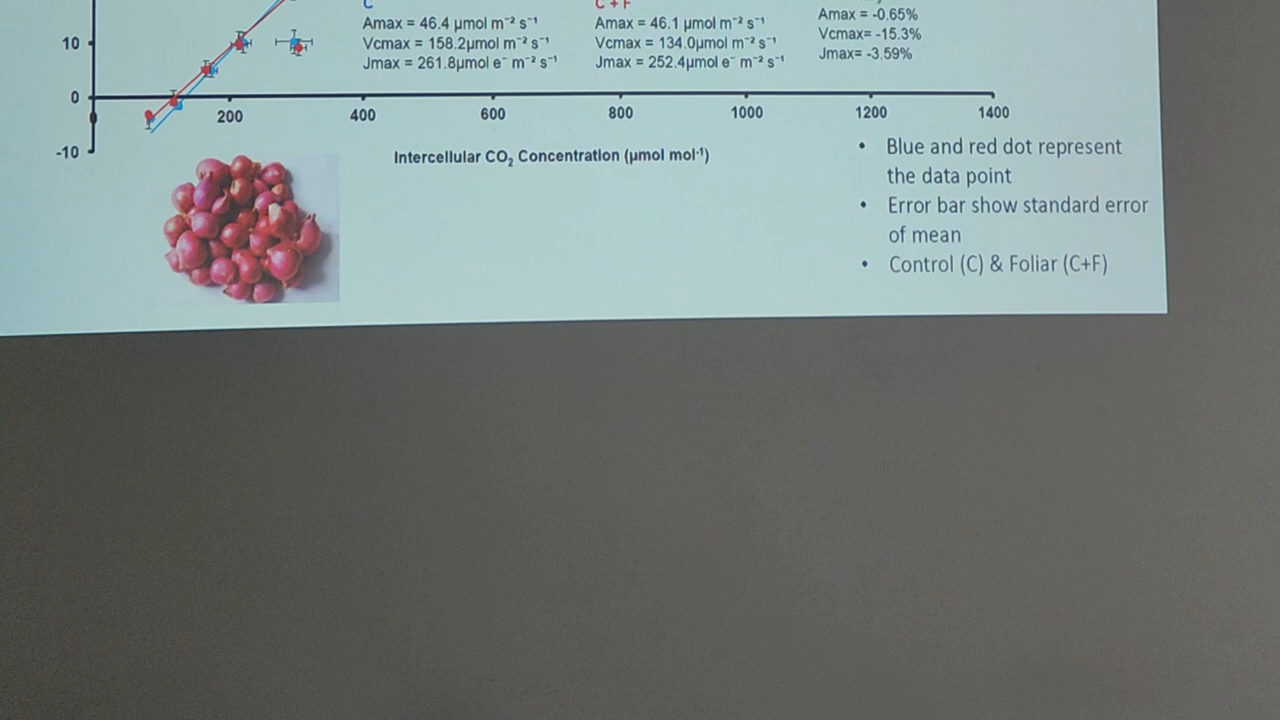 C
C + F
Amax = 46.4 µmol m⁻² s⁻¹
Amax = 46.1 µmol m⁻² s⁻¹
Amax = -0.65%
10
Vcmax = 158.2µmol m⁻² s⁻¹
Vcmax = 134.0µmol m⁻² s⁻¹
Vcmax= -15.3%
Jmax = 261.8µmol e⁻ m⁻² s⁻¹
Jmax = 252.4µmol e⁻ m⁻² s⁻¹
Jmax= -3.59%
0
0 200 400 600 800 1000 1200 1400
-10
Intercellular CO₂ Concentration (µmol mol⁻¹)
• Blue and red dot represent
the data point
• Error bar show standard error
of mean
• Control (C) & Foliar (C+F)